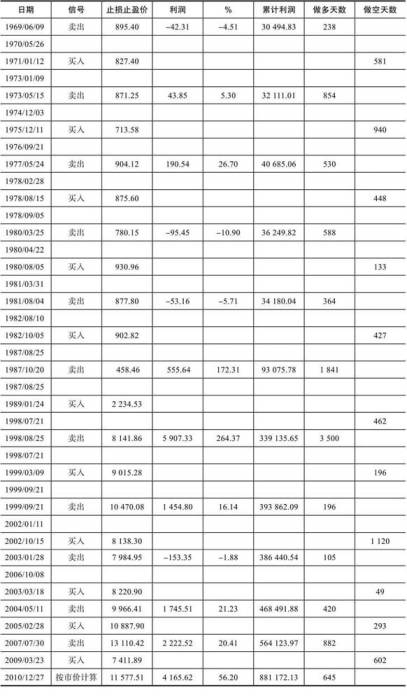 日期 信号 止损止盈价 利润 % 累计利润 做多天数 做空天数
1969/06/09 卖出 895.40 -42.31 -4.51 30 494.83 238
1970/05/26
1971/01/12 买入 827.40 581
1973/01/09
1973/05/15 卖出 871.25 43.85 5.30 32 111.01 854
1974/12/03
1975/12/11 买入 713.58 940
1976/09/21
1977/05/24 卖出 904.12 190.54 26.70 40 685.06 530
1978/02/28
1978/08/15 买入 875.60 448
1978/09/05
1980/03/25 卖出 780.15 -95.45 -10.90 36 249.82 588
1980/04/22
1980/08/05 买入 930.96 133
1981/03/31
1981/08/04 卖出 877.80 -53.16 -5.71 34 180.04 364
1982/08/10
1982/10/05 买入 902.82 427
1987/08/25
1987/10/20 卖出 458.46 555.64 172.31 93 075.78 1 841
1987/08/25
1989/01/24 买入 2 234.53
1998/07/21 462
1998/08/25 卖出 8 141.86 5 907.33 264.37 339 135.65 3 500
1998/07/21
1999/03/09 买入 9 015.28 196
1999/09/21
1999/09/21 卖出 10 470.08 1 454.80 16.14 393 862.09 196
2002/01/11
2002/10/15 买入 8 138.30 1 120
2003/01/28 卖出 7 984.95 -153.35 -1.88 386 440.54 105
2006/10/08
2003/03/18 买入 8 220.90 49
2004/05/11 卖出 9 966.41 1 745.51 21.23 468 491.88 420
2005/02/28 买入 10 887.90 293
2007/07/30 卖出 13 110.42 2 222.52 20.41 564 123.97 882
2009/03/23 买入 7 411.89 602
2010/12/27 按市价计算 11 577.51 4 165.62 56.20 881 172.13 645